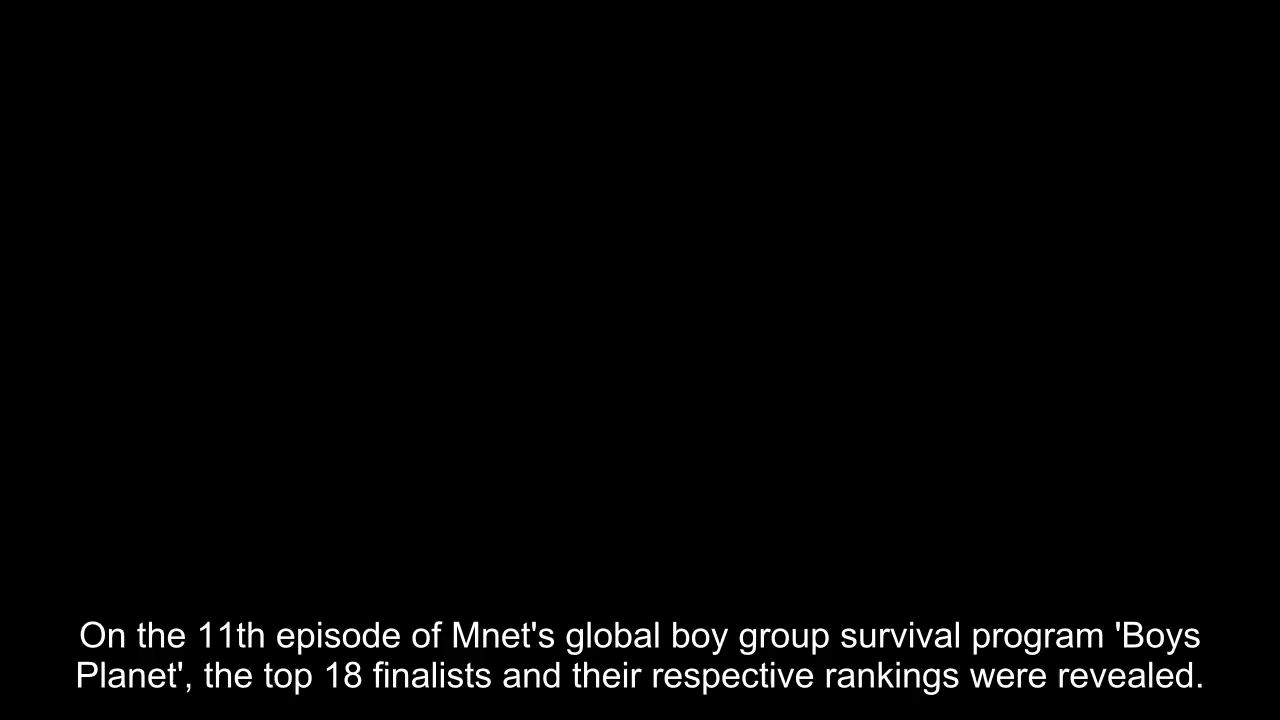 On the 11th episode of Mnet's global boy group survival program 'Boys
Planet', the top 18 finalists and their respective rankings were revealed.